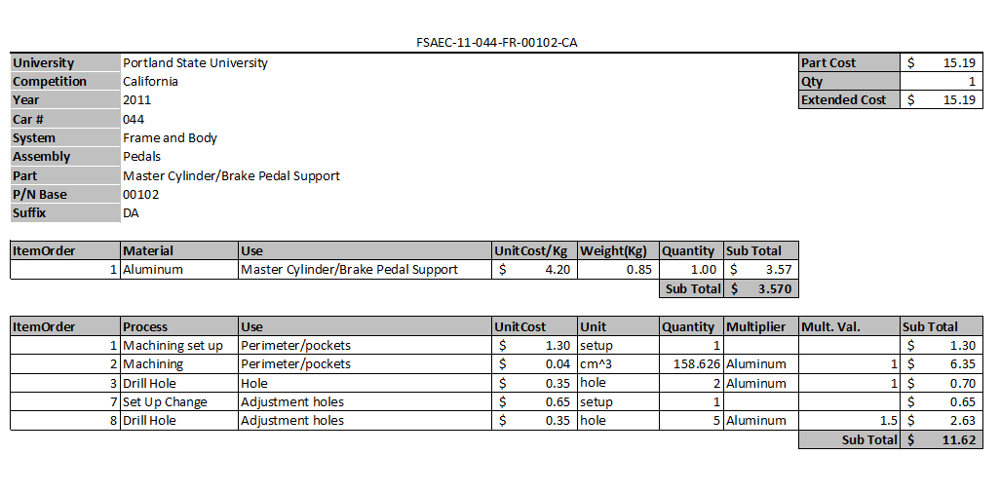 FSAEC-11-044-FR-00102-CA
University Portland State University Part Cost $ 15.19
Competition California Qty 1
Year 2011 Extended Cost $ 15.19
Car # 044
System Frame and Body
Assembly Pedals
Part Master Cylinder/Brake Pedal Support
P/N Base 00102
Suffix DA
ItemOrder Material Use UnitCost/Kg Weight(Kg) Quantity Sub Total
1 Aluminum Master Cylinder/Brake Pedal Support $ 4.20 0.85 1.00 $ 3.57
Sub Total $ 3.570
ItemOrder Process Use UnitCost Unit Quantity Multiplier Mult. Val. Sub Total
1 Machining set up Perimeter/pockets $ 1.30 setup 1 $ 1.30
2 Machining Perimeter/pockets $ 0.04 cm^3 158.626 Aluminum 1 $ 6.35
3 Drill Hole Hole $ 0.35 hole 2 Aluminum 1 $ 0.70
7 Set Up Change Adjustment holes $ 0.65 setup 1 $ 0.65
8 Drill Hole Adjustment holes $ 0.35 hole 5 Aluminum 1.5 $ 2.63
Sub Total $ 11.62